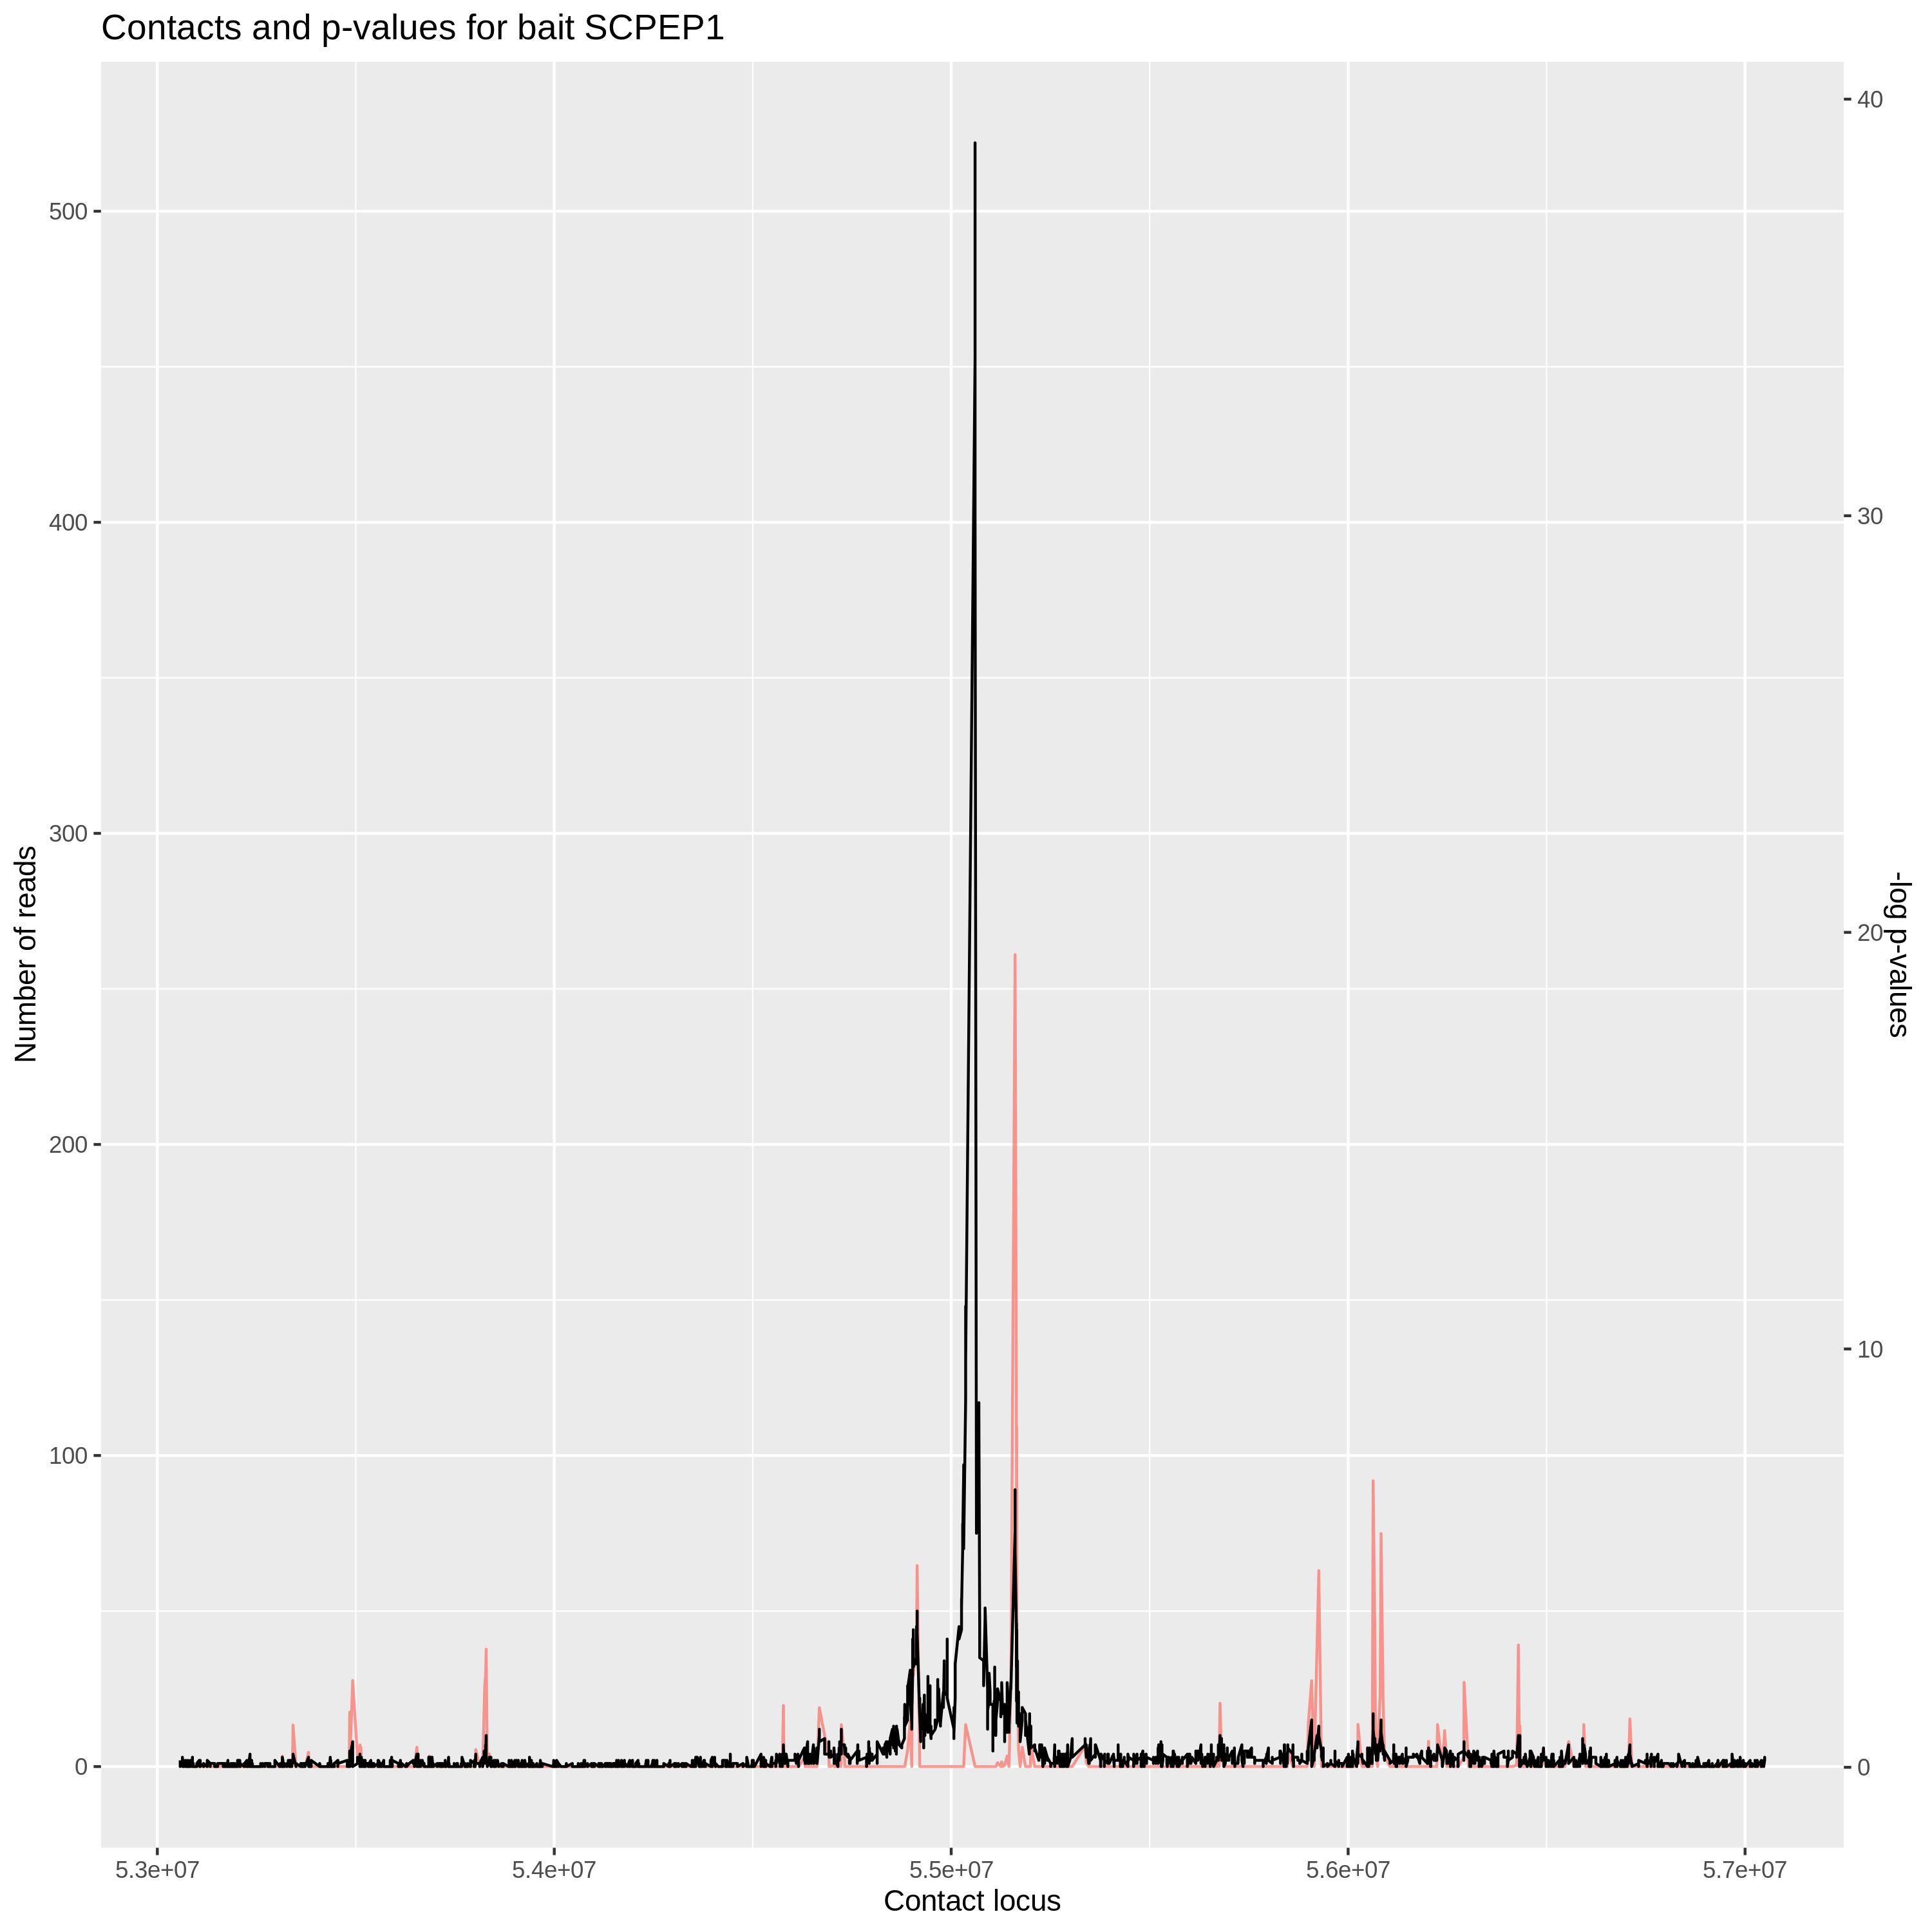 Contacts and p-values for bait SCPEP1
Number of reads
500
400
300
200
100
0
40
30
20
10
0
-log p-values
5.3e+07
5.4e+07
5.5e+07
5.6e+07
5.7e+07
Contact locus